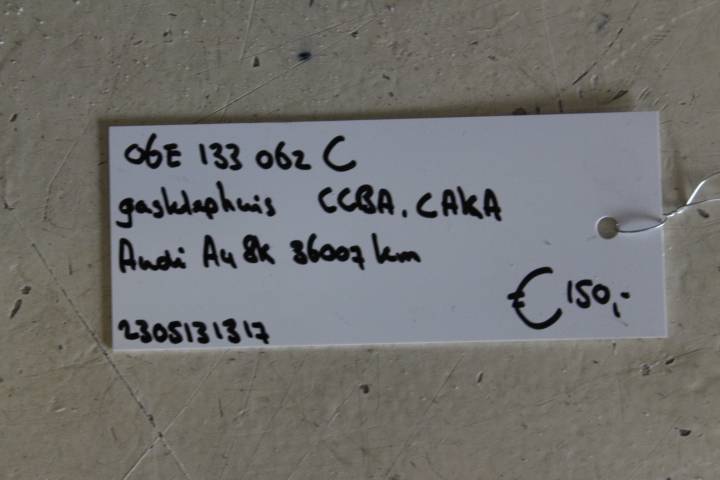 06E 133 062 C
gasklephuis CCBA, CAKA
Audi A4 8K 36007 km
€ 150,-
2305131317